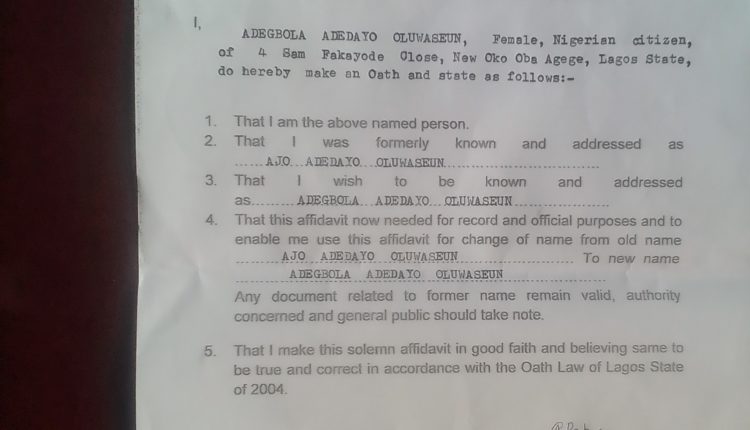 I,
ADEGBOLA ADEDAYO OLUWASEUN, Female, Nigerian citizen,
of 4 Sam Fakayode Close, New Oko Oba Agege, Lagos State,
do hereby make an Oath and state as follows:-
1. That I am the above named person.
2. That I was formerly known and addressed as
......AJO...ADEDAYO...OLUWASEUN..............................
3. That I wish to be known and addressed
as.........ADEGBOLA...ADEDAYO...OLUWASEUN...................
4. That this affidavit now needed for record and official purposes and to
enable me use this affidavit for change of name from old name
.........AJO ADEDAYO OLUWASEUN....................... To new name
...........ADEGBOLA ADEDAYO OLUWASEUN......................
Any document related to former name remain valid, authority
concerned and general public should take note.
5. That I make this solemn affidavit in good faith and believing same to
be true and correct in accordance with the Oath Law of Lagos State
of 2004.